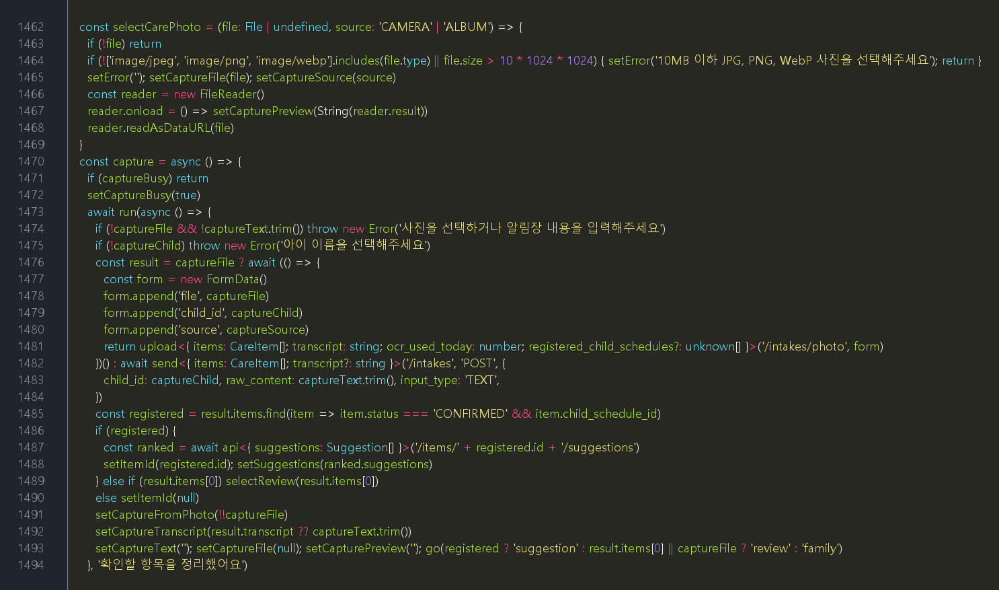 1462 const selectCarePhoto = (file: File | undefined, source: 'CAMERA' | 'ALBUM') => {
1463 if (!file) return
1464 if (!['image/jpeg', 'image/png', 'image/webp'].includes(file.type) || file.size > 10 * 1024 * 1024) { setError('10MB 이하 JPG, PNG, WebP 사진을 선택해주세요'); return }
1465 setError(''); setCaptureFile(file); setCaptureSource(source)
1466 const reader = new FileReader()
1467 reader.onload = () => setCapturePreview(String(reader.result))
1468 reader.readAsDataURL(file)
1469 }
1470 const capture = async () => {
1471 if (captureBusy) return
1472 setCaptureBusy(true)
1473 await run(async () => {
1474 if (!captureFile && !captureText.trim()) throw new Error('사진을 선택하거나 알림장 내용을 입력해주세요')
1475 if (!captureChild) throw new Error('아이 이름을 선택해주세요')
1476 const result = captureFile ? await (() => {
1477 const form = new FormData()
1478 form.append('file', captureFile)
1479 form.append('child_id', captureChild)
1480 form.append('source', captureSource)
1481 return upload<{ items: CareItem[]; transcript: string; ocr_used_today: number; registered_child_schedules?: unknown[] }>('/intakes/photo', form)
1482 })() : await send<{ items: CareItem[]; transcript?: string }>('/intakes', 'POST', {
1483 child_id: captureChild, raw_content: captureText.trim(), input_type: 'TEXT',
1484 })
1485 const registered = result.items.find(item => item.status === 'CONFIRMED' && item.child_schedule_id)
1486 if (registered) {
1487 const ranked = await api<{ suggestions: Suggestion[] }>('/items/' + registered.id + '/suggestions')
1488 setItemId(registered.id); setSuggestions(ranked.suggestions)
1489 } else if (result.items[0]) selectReview(result.items[0])
1490 else setItemId(null)
1491 setCaptureFromPhoto(!!captureFile)
1492 setCaptureTranscript(result.transcript ?? captureText.trim())
1493 setCaptureText(''); setCaptureFile(null); setCapturePreview(''); go(registered ? 'suggestion' : result.items[0] || captureFile ? 'review' : 'family')
1494 }, '확인할 항목을 정리했어요')